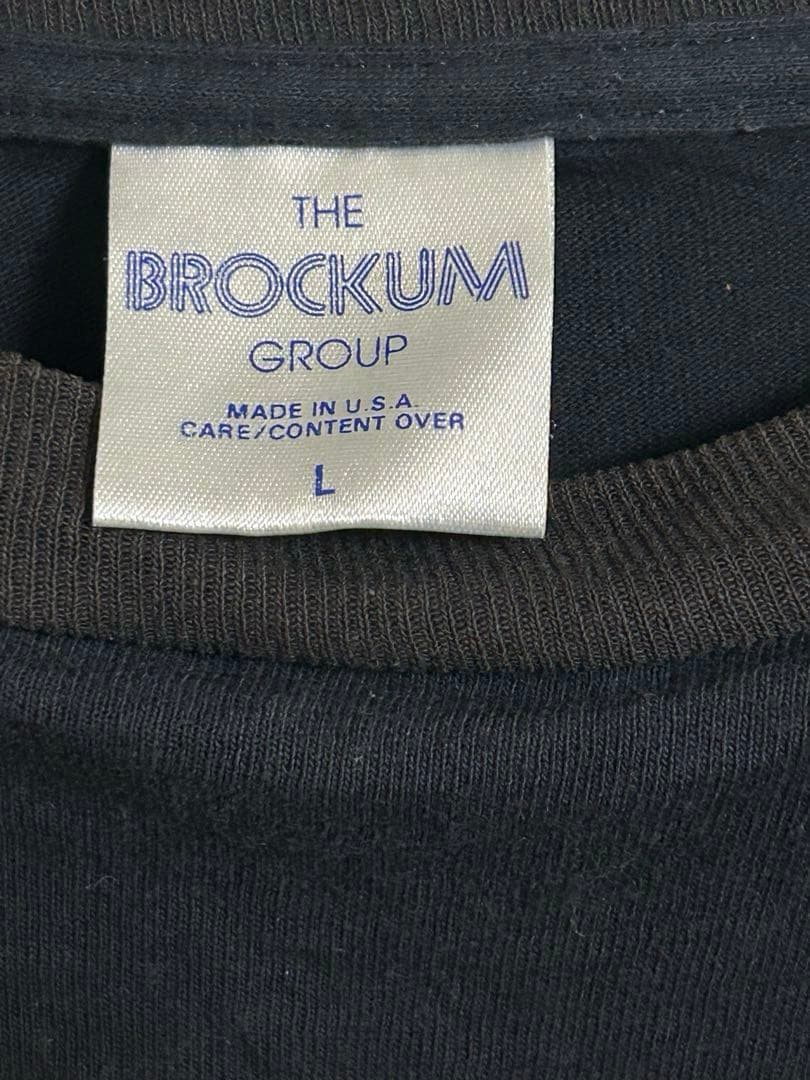 THE
BROCKUM
GROUP
MADE IN U.S.A.
CARE/CONTENT OVER
L